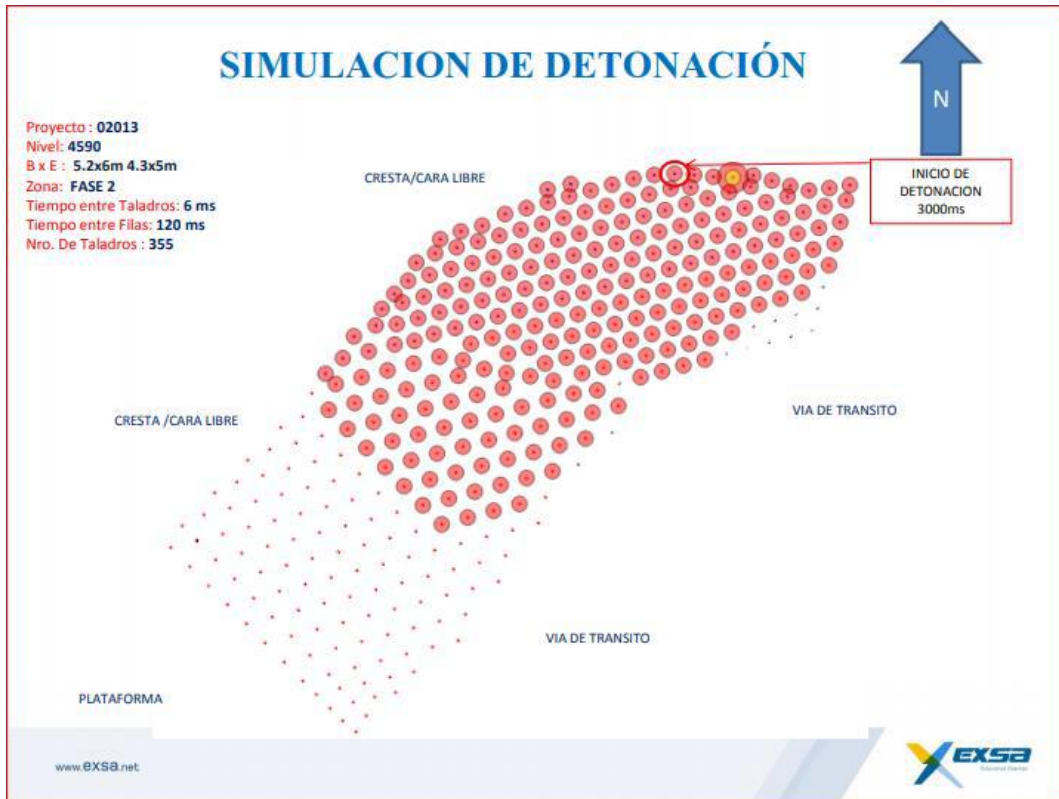 SIMULACION DE DETONACIÓN
N
Proyecto : 02013
Nivel: 4590
B x E : 5.2x6m 4.3x5m
Zona: FASE 2
Tiempo entre Taladros: 6 ms
Tiempo entre Filas: 120 ms
Nro. De Taladros : 355
CRESTA/CARA LIBRE
INICIO DE
DETONACION
3000ms
CRESTA /CARA LIBRE
VIA DE TRANSITO
VIA DE TRANSITO
PLATAFORMA
www.exsa.net
exsa